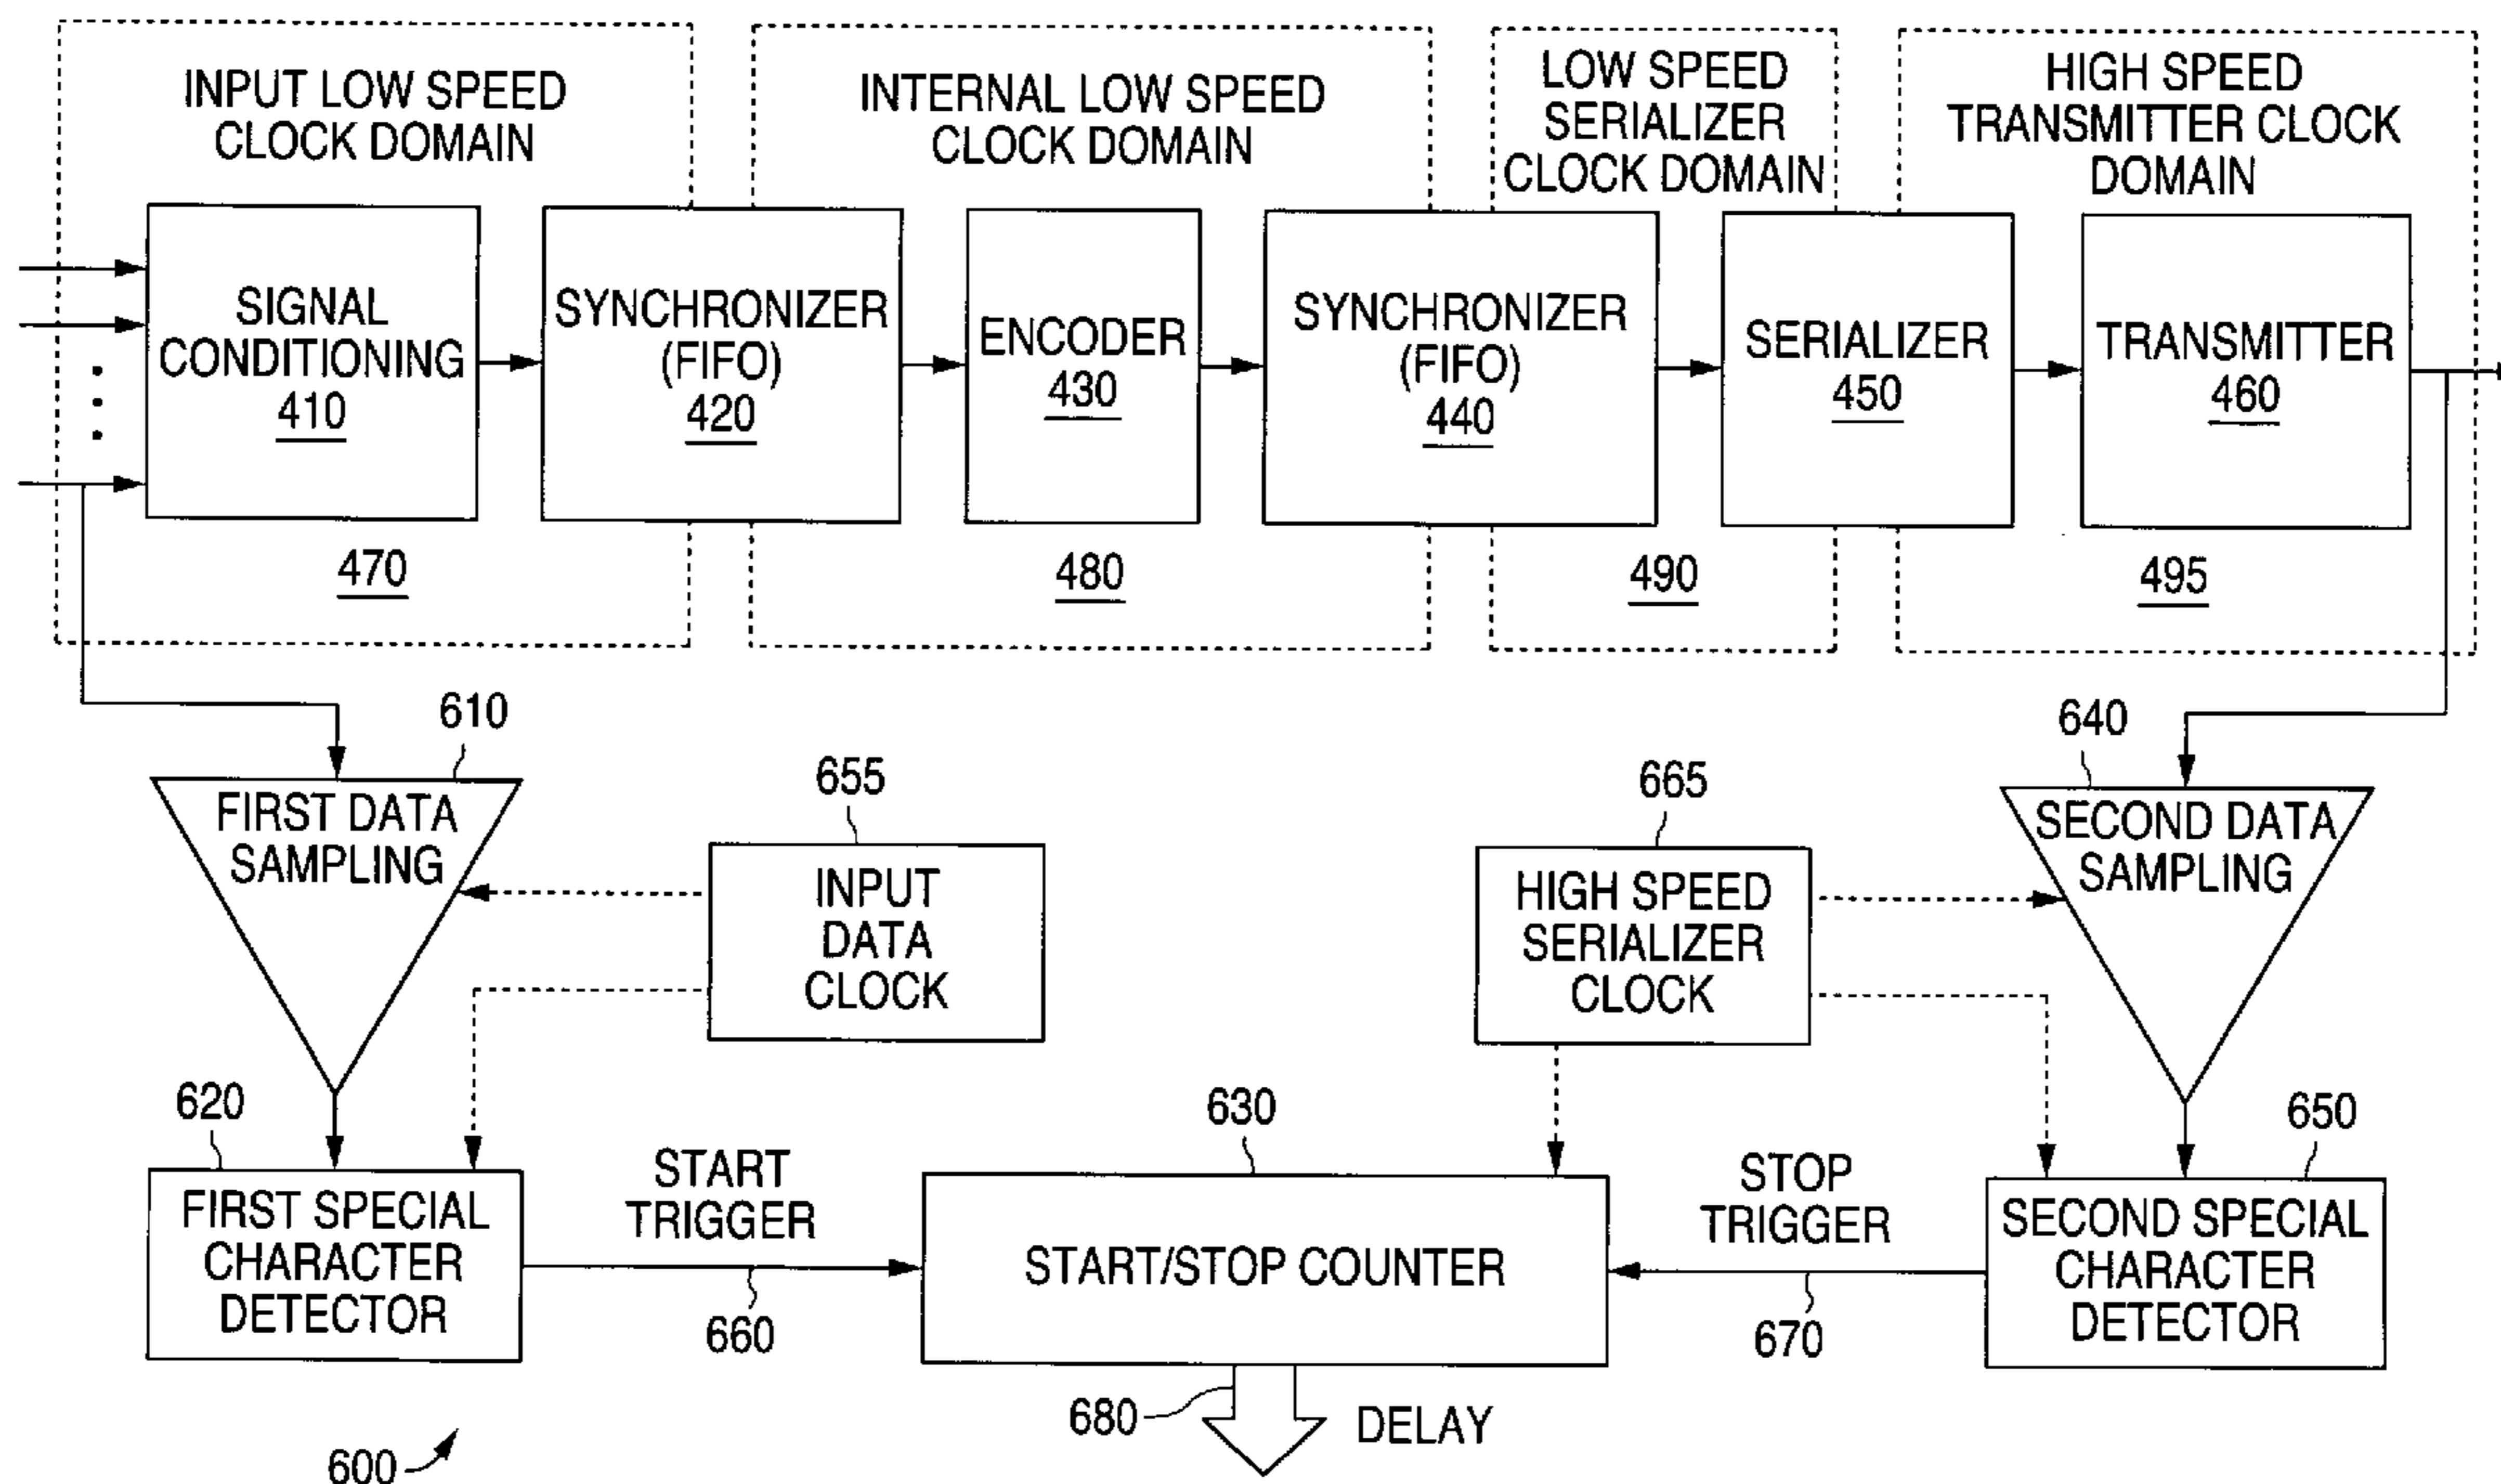 INPUT LOW SPEED
CLOCK DOMAIN
INTERNAL LOW SPEED
CLOCK DOMAIN
LOW SPEED
SERIALIZER
CLOCK DOMAIN
HIGH SPEED
TRANSMITTER CLOCK
DOMAIN
SIGNAL
CONDITIONING
410
SYNCHRONIZER
(FIFO)
420
ENCODER
430
SYNCHRONIZER
(FIFO)
440
SERIALIZER
450
TRANSMITTER
460
470
480
490
495
610
FIRST DATA
SAMPLING
655
INPUT
DATA
CLOCK
665
HIGH SPEED
SERIALIZER
CLOCK
640
SECOND DATA
SAMPLING
620
FIRST SPECIAL
CHARACTER
DETECTOR
START
TRIGGER
660
630
START/STOP COUNTER
STOP
TRIGGER
670
650
SECOND SPECIAL
CHARACTER
DETECTOR
680
DELAY
600